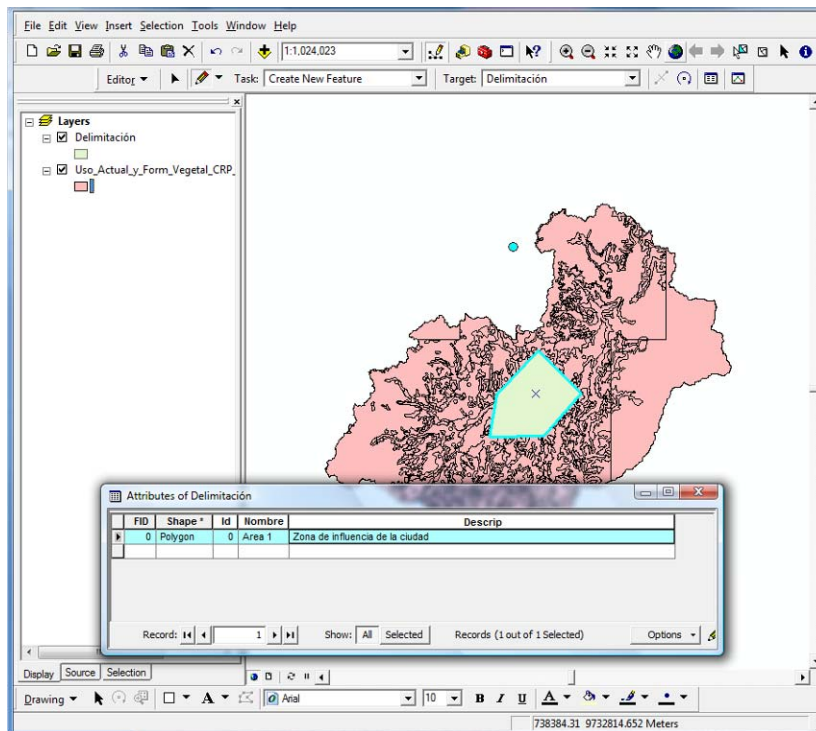 File Edit View Insert Selection Tools Window Help
1:1,024,023
Editor Task: Create New Feature Target: Delimitación
Layers
Delimitación
Uso_Actual_y_Form_Vegetal_CRP_
Attributes of Delimitación
FID Shape * Id Nombre Descrip
0 Polygon 0 Area 1 Zona de influencia de la ciudad
Record: 1 Show: All Selected Records (1 out of 1 Selected) Options
Display Source Selection
Drawing A Arial 10 B I U A
738384.31 9732814.652 Meters